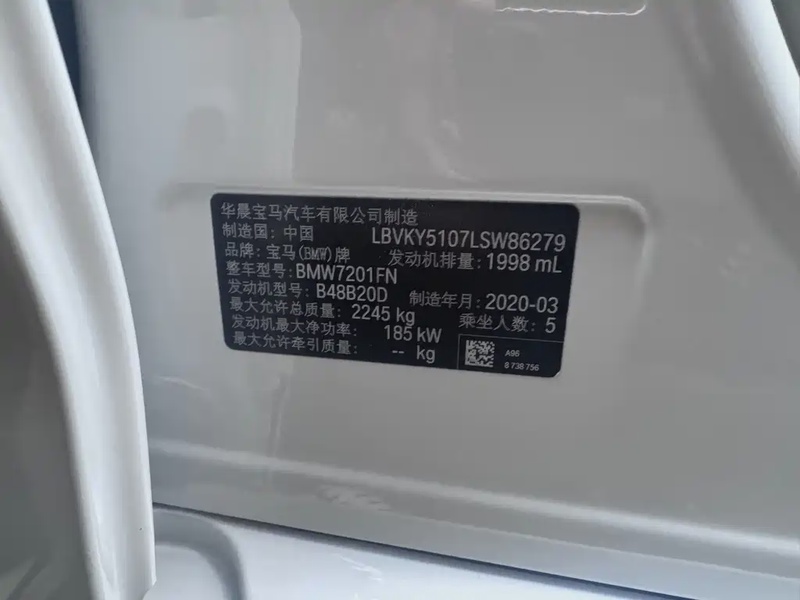 华晨宝马汽车有限公司制造
制造国: 中国 LBVKY5107LSW86279
品牌: 宝马(BMW)牌 发动机排量: 1998 mL
整车型号: BMW7201FN
发动机型号: B48B20D 制造年月: 2020-03
最大允许总质量: 2245 kg 乘坐人数: 5
发动机最大净功率: 185 kW
最大允许牵引质量: -- kg
A96
8 738 756